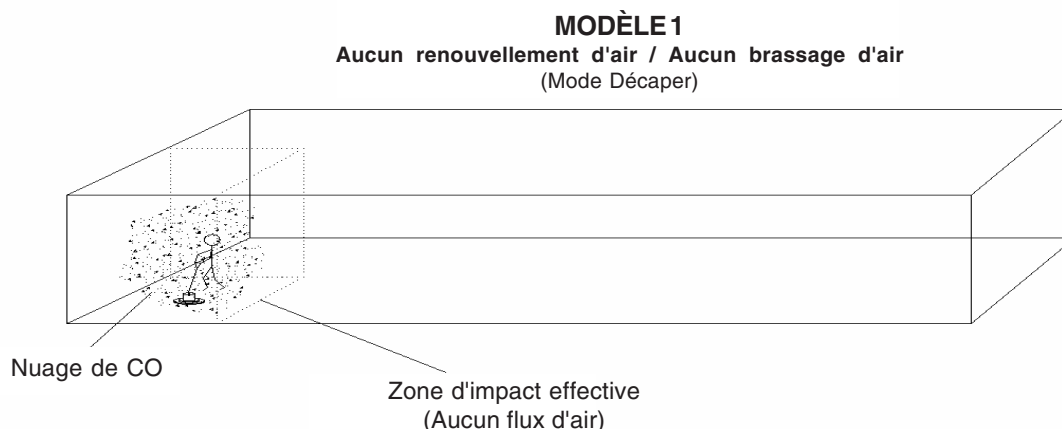 MODÈLE 1
Aucun renouvellement d'air / Aucun brassage d'air
(Mode Décaper)
Nuage de CO
Zone d'impact effective
(Aucun flux d'air)